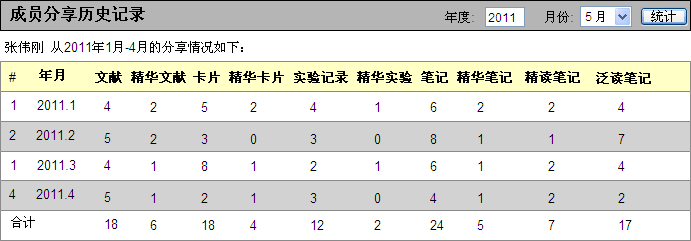 成员分享历史记录 年度: 2011 月份: 5 月 统计
张伟刚 从2011年1月-4月的分享情况如下：
# 年月 文献 精华文献 卡片 精华卡片 实验记录 精华实验 笔记 精华笔记 精读笔记 泛读笔记
1 2011.1 4 2 5 2 4 1 6 2 2 4
2 2011.2 5 2 3 0 3 0 8 1 1 7
1 2011.3 4 1 8 1 2 1 6 1 2 4
4 2011.4 5 1 2 1 3 0 4 1 2 2
合计 18 6 18 4 12 2 24 5 7 17